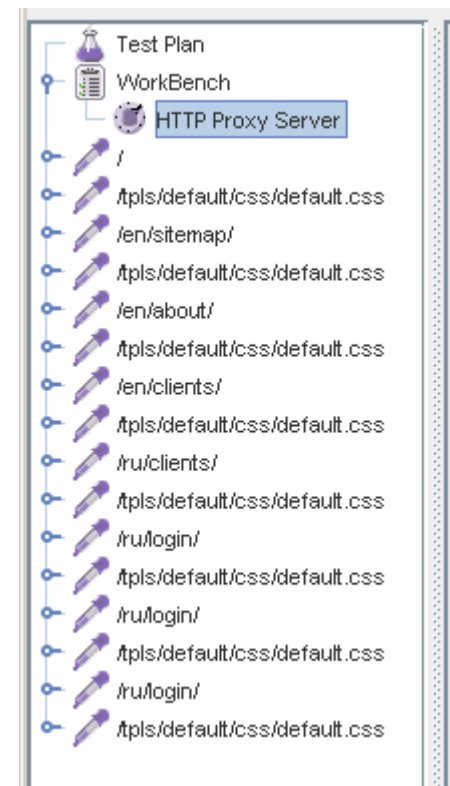 Test Plan
WorkBench
HTTP Proxy Server
/
/tpls/default/css/default.css
/en/sitemap/
/tpls/default/css/default.css
/en/about/
/tpls/default/css/default.css
/en/clients/
/tpls/default/css/default.css
/ru/clients/
/tpls/default/css/default.css
/ru/login/
/tpls/default/css/default.css
/ru/login/
/tpls/default/css/default.css
/ru/login/
/tpls/default/css/default.css